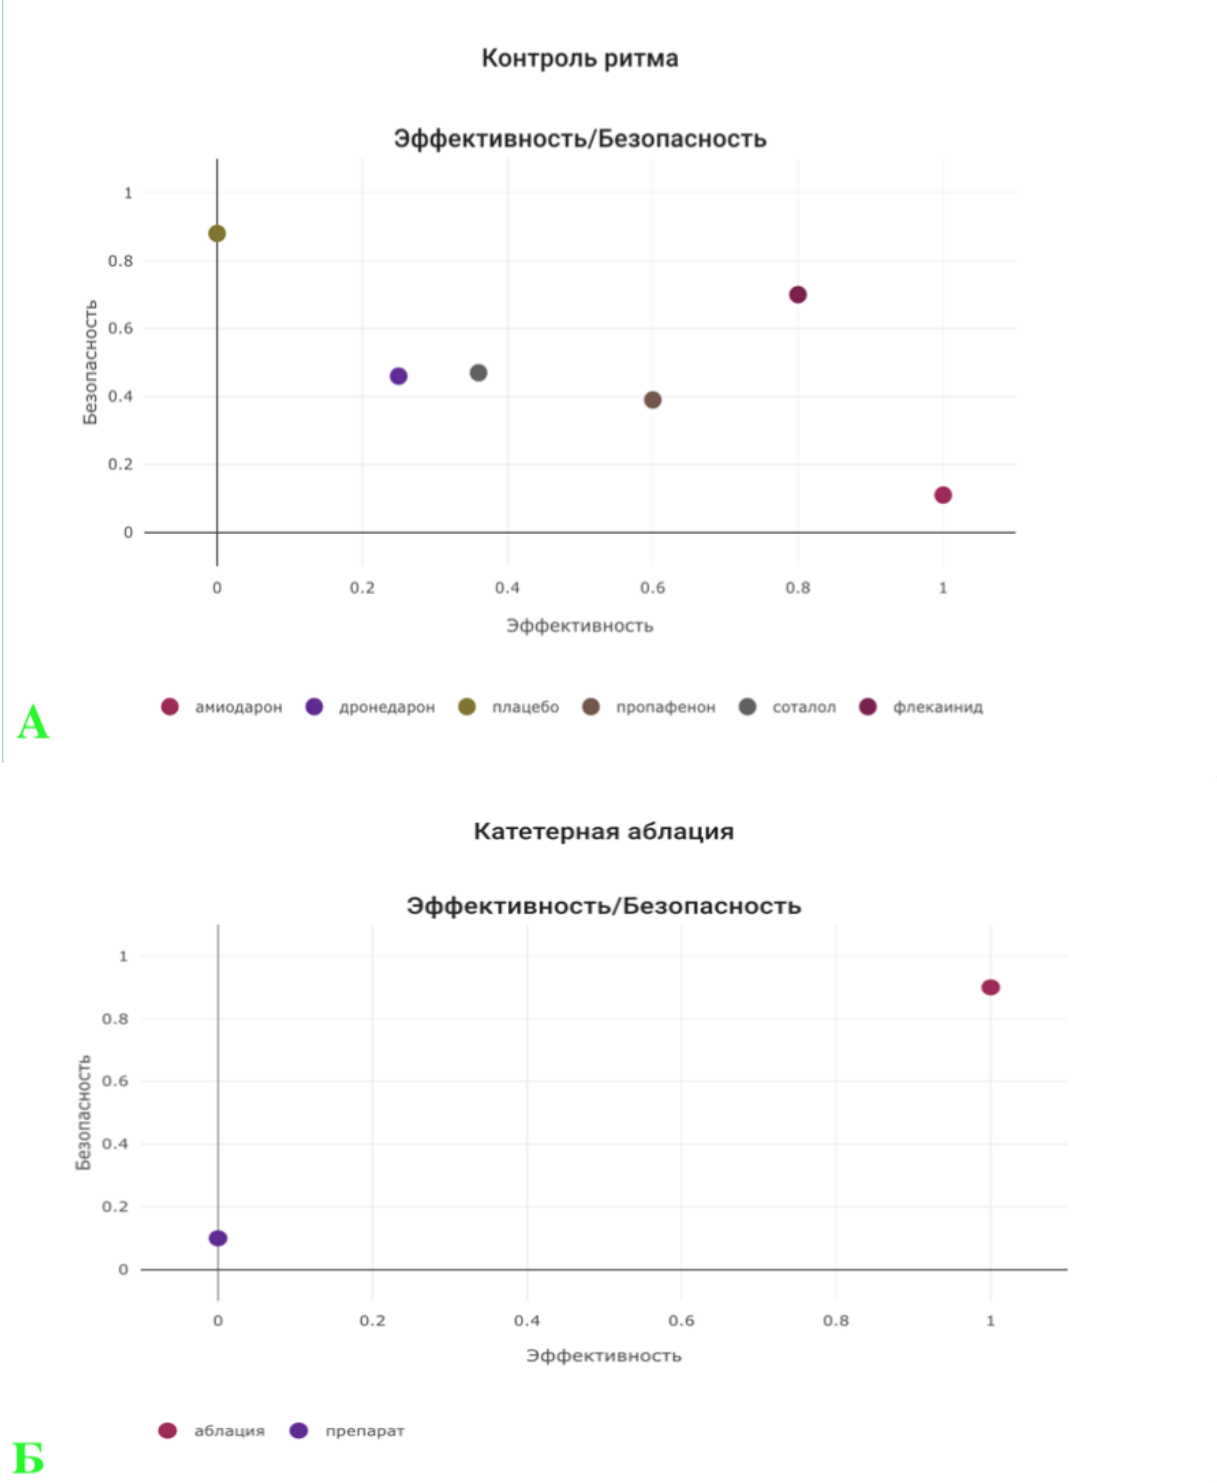 Контроль ритма
Эффективность/Безопасность
1
0.8
0.6
0.4
0.2
0
Безопасность
0 0.2 0.4 0.6 0.8 1
Эффективность
амиодарон дронедарон плацебо пропафенон соталол флекаинид
А
Катетерная аблация
Эффективность/Безопасность
1
0.8
0.6
0.4
0.2
0
Безопасность
0 0.2 0.4 0.6 0.8 1
Эффективность
аблация препарат
Б